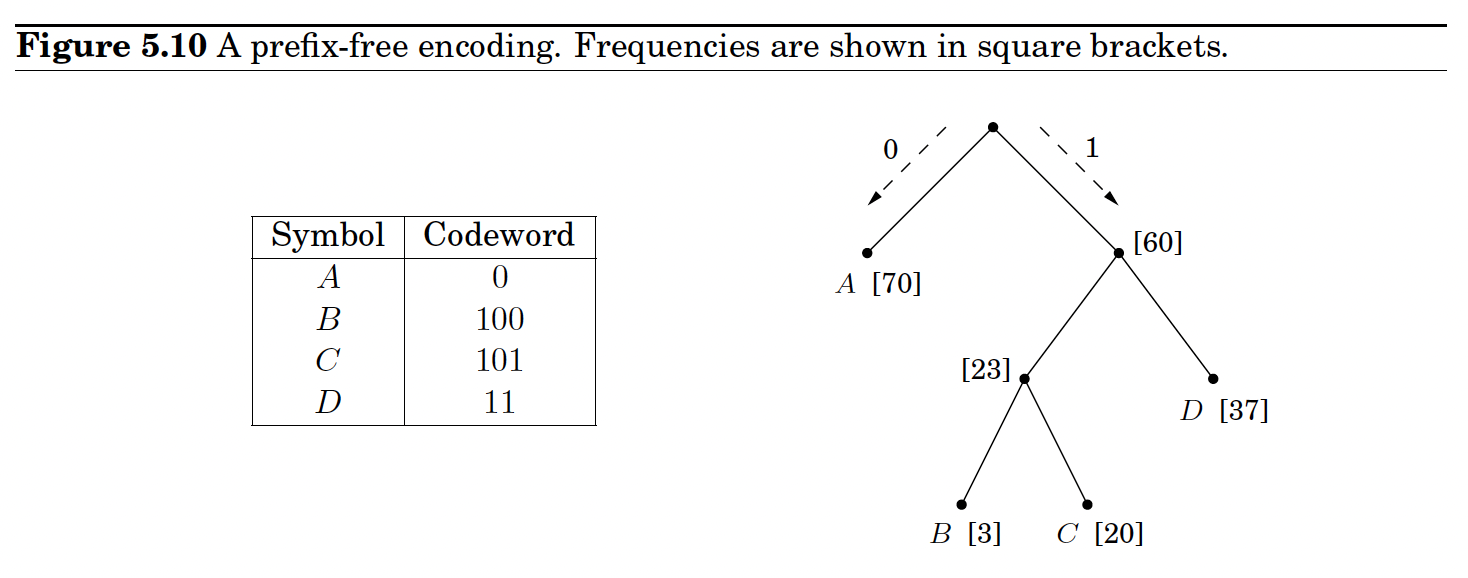 Figure 5.10 A prefix-free encoding. Frequencies are shown in square brackets.
Symbol Codeword
A 0
B 100
C 101
D 11
0 1
[60]
A [70]
[23]
D [37]
B [3] C [20]